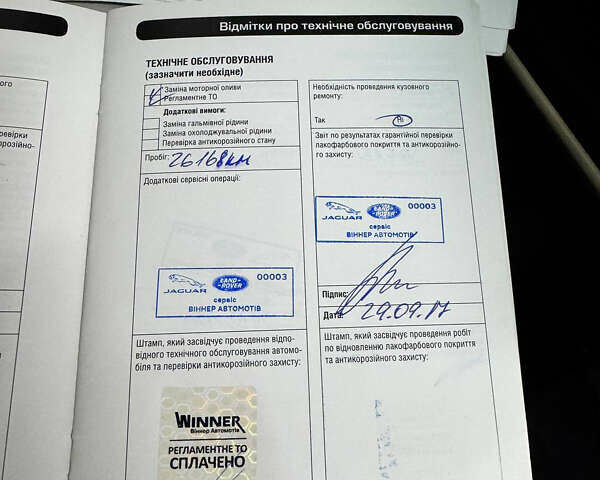 Відмітки про технічне обслуговування
ТЕХНІЧНЕ ОБСЛУГОВУВАННЯ
(зазначити необхідне)
Заміна моторної оливи
Регламентне ТО
Додаткові вимоги:
Заміна гальмівної рідини
Заміна охолоджувальної рідини
Перевірка антикорозійного стану
Пробіг: 26168км
Додаткові сервісні операції:
JAGUAR
LAND-ROVER
00003
сервіс
ВІННЕР АВТОМОТІВ
Штамп, який засвідчує проведення відпо-
відного технічного обслуговування автомо-
біля та перевірки антикорозійного захисту:
WINNER
Віннер Автомотів
РЕГЛАМЕНТНЕ ТО
СПЛАЧЕНО
Необхідність проведення кузовного
ремонту:
Так
Ні
Звіт по результатах гарантійної перевірки
лакофарбового покриття та антикорозійно-
го захисту:
JAGUAR
LAND-ROVER
00003
сервіс
ВІННЕР АВТОМОТІВ
Підпис:
Дата: 29.09.17
Штамп, який засвідчує проведення робіт
по відновленню лакофарбового покриття
та антикорозійного захисту: